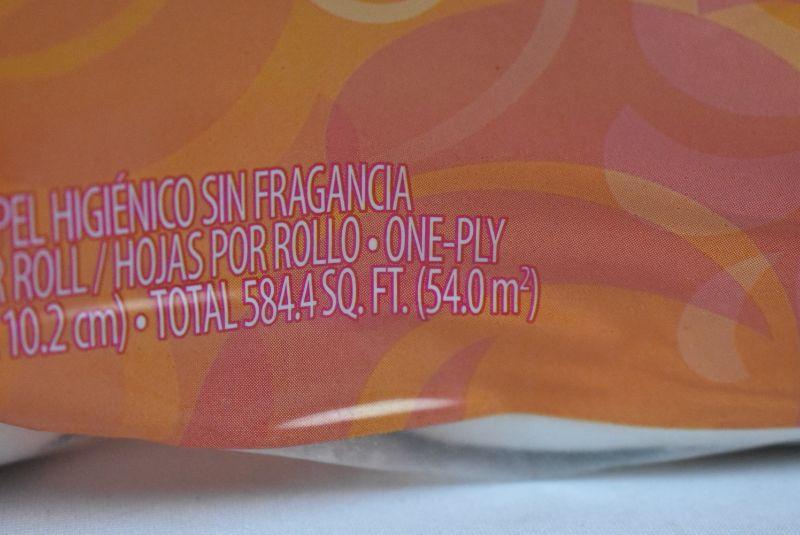 PEL HIGIÉNICO SIN FRAGANCIA
R ROLL / HOJAS POR ROLLO • ONE-PLY
10.2 cm) • TOTAL 584.4 SQ. FT. (54.0 m²)